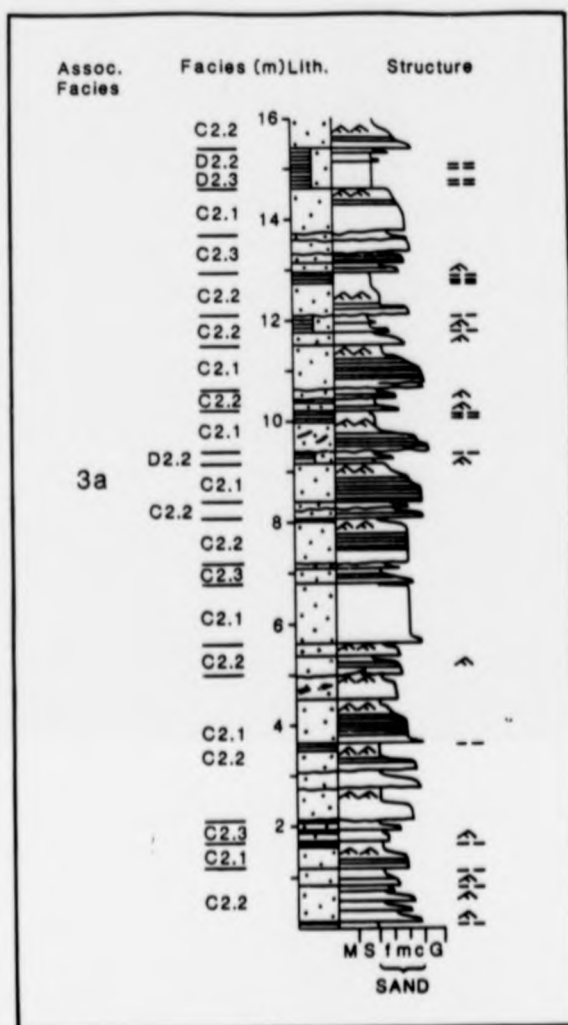 Assoc. Facies (m) Lith. Structure
Facies
16
C2.2
D2.2
D2.3
C2.1
14
C2.3
C2.2
12
C2.2
C2.1
C2.2
10
C2.1
D2.2
3a
C2.1
C2.2
8
C2.2
C2.3
C2.1
6
C2.2
4
C2.1
C2.2
2
C2.3
C2.1
C2.2
M S f m c G
SAND